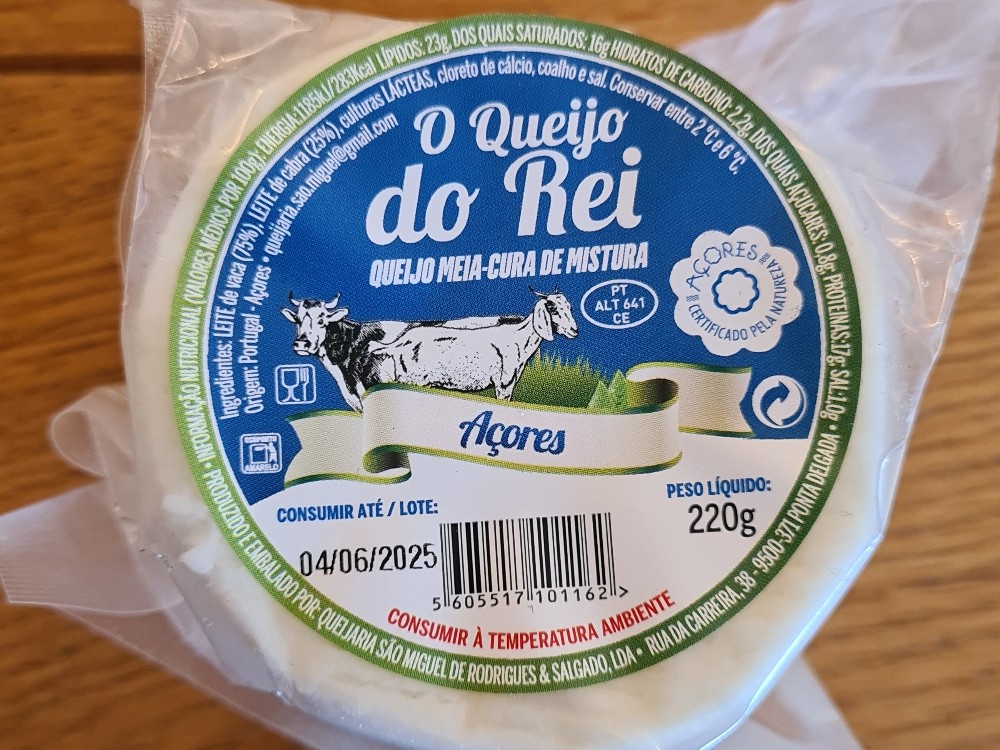 • INFORMAÇÃO NUTRICIONAL (VALORES MÉDIOS POR 100g): ENERGIA:1185kJ/283Kcal LÍPIDOS: 23g, DOS QUAIS SATURADOS: 16g HIDRATOS DE CARBONO: 2,2g, DOS QUAIS AÇÚCARES: 0,8g, PROTEÍNAS:17g, SAL:1,0g •
Ingredientes: LEITE de vaca (75%), LEITE de cabra (25%), culturas LÁCTEAS, cloreto de cálcio, coalho e sal. Conservar entre 2 °C e 6 °C.
Origem: Portugal - Açores • queijaria.sao.miguel@gmail.com
O Queijo
do Rei
QUEIJO MEIA-CURA DE MISTURA
PT
ALT 641
CE
AÇORES
CERTIFICADO PELA NATUREZA
Açores
ECOPONTO
AMARELO
CONSUMIR ATÉ / LOTE:
04/06/2025
PESO LÍQUIDO:
220g
5 605517 101162 >
CONSUMIR À TEMPERATURA AMBIENTE
PRODUZIDO E EMBALADO POR: QUEIJARIA SÃO MIGUEL DE RODRIGUES & SALGADO, LDA • RUA DA CARREIRA, 38 - 9500-371 PONTA DELGADA